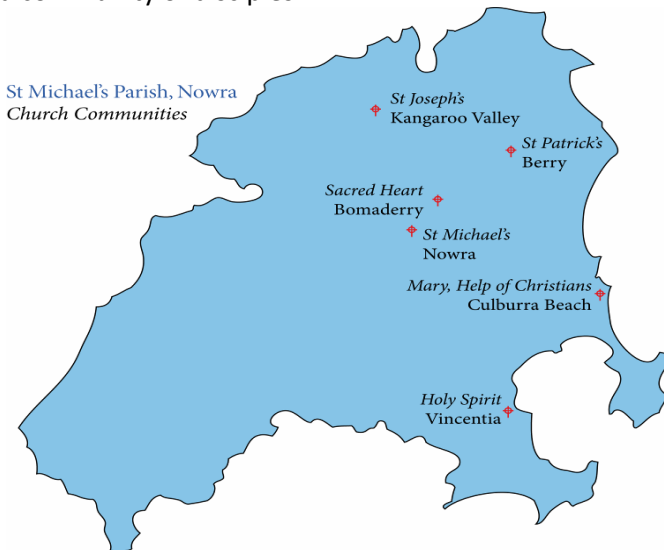 St Michael's Parish, Nowra
Church Communities
St Joseph's
Kangaroo Valley
St Patrick's
Berry
Sacred Heart
Bomaderry
St Michael's
Nowra
Mary, Help of Christians
Culburra Beach
Holy Spirit
Vincentia